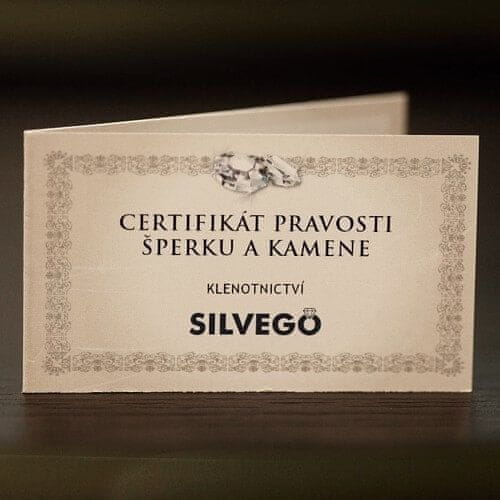 CERTIFIKÁT PRAVOSTI
ŠPERKU A KAMENE
KLENOTNICTVÍ
SILVEGO